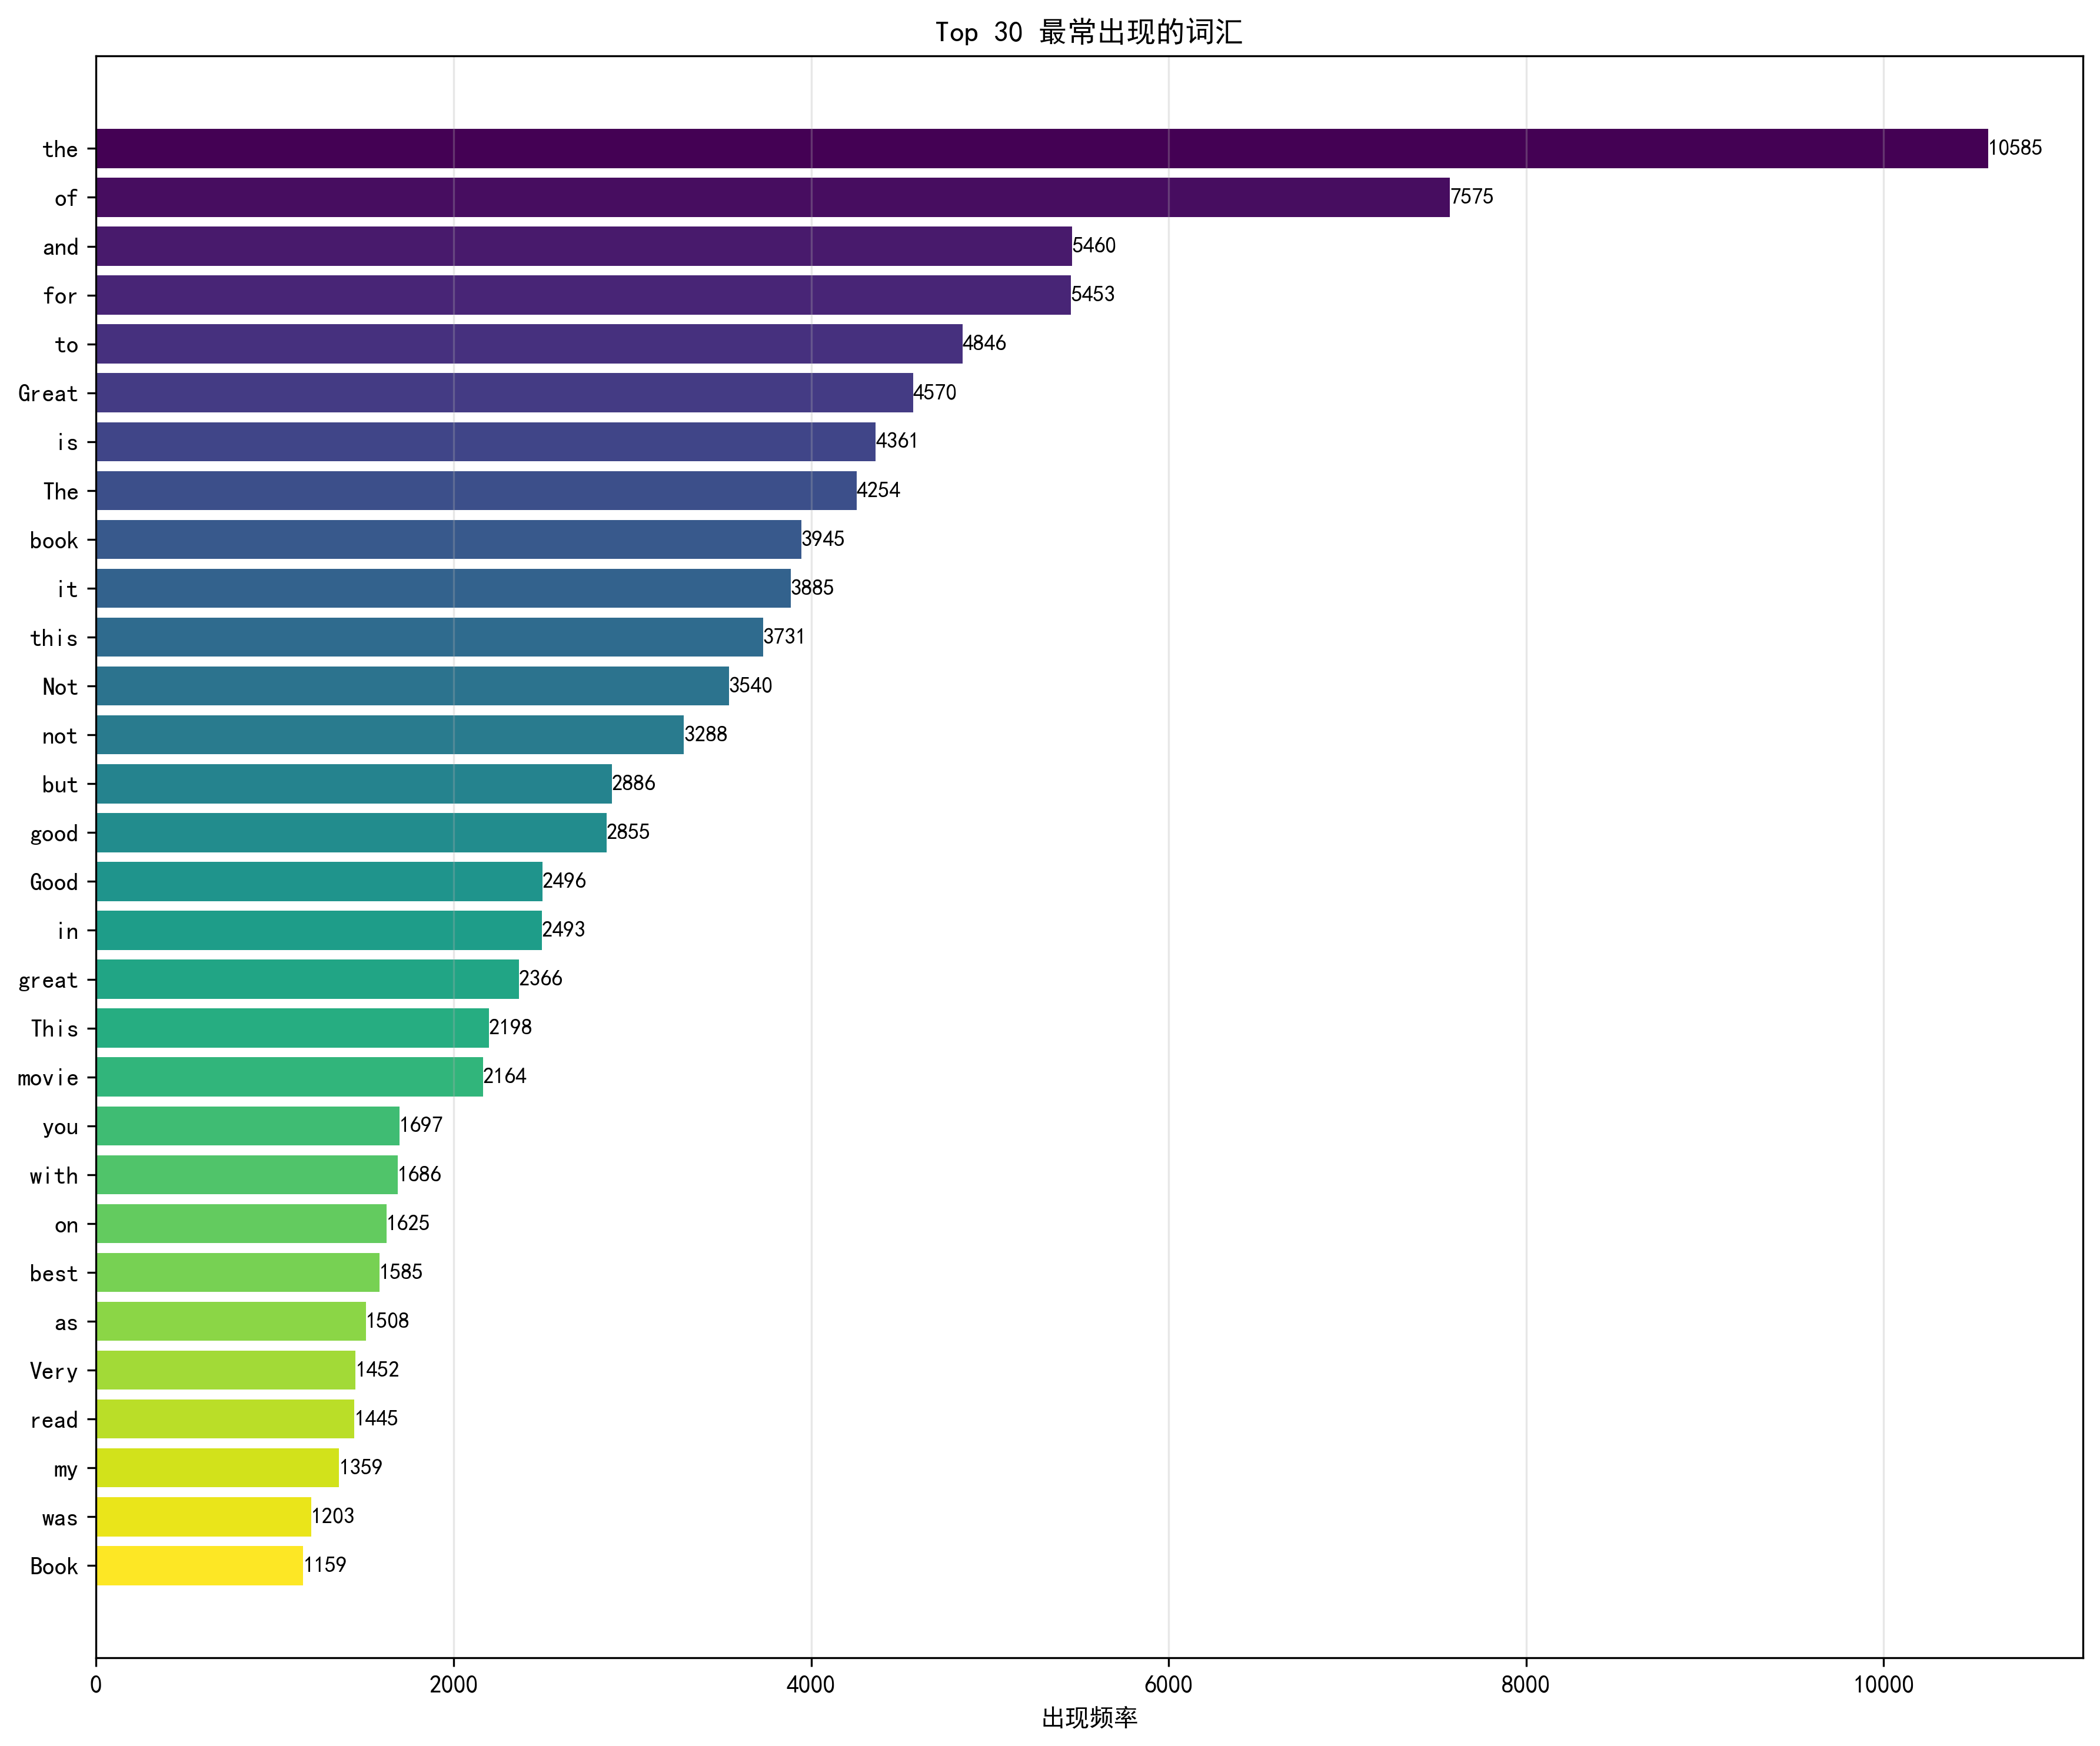 Top 30 最常出现的词汇
the 10585
of 7575
and 5460
for 5453
to 4846
Great 4570
is 4361
The 4254
book 3945
it 3885
this 3731
Not 3540
not 3288
but 2886
good 2855
Good 2496
in 2493
great 2366
This 2198
movie 2164
you 1697
with 1686
on 1625
best 1585
as 1508
Very 1452
read 1445
my 1359
was 1203
Book 1159
0 2000 4000 6000 8000 10000
出现频率